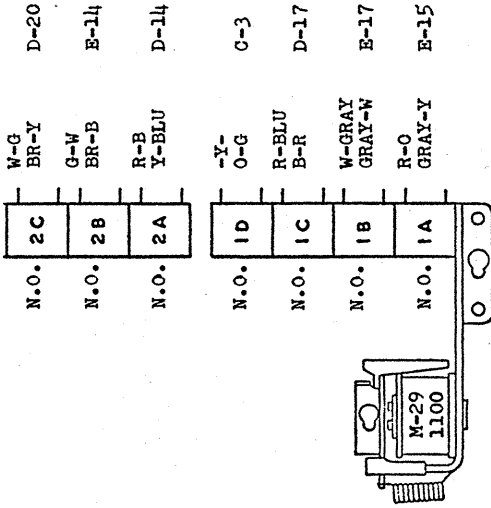 W-G
BR-Y
D-20
N.O.
2C
G-W
BR-B
E-14
N.O.
2B
R-B
Y-BLU
D-14
N.O.
2A
-Y-
O-G
C-3
N.O.
1D
R-BLU
B-R
D-17
N.O.
1C
W-GRAY
GRAY-W
E-17
N.O.
1B
R-O
GRAY-Y
E-15
N.O.
1A
M-29
1100